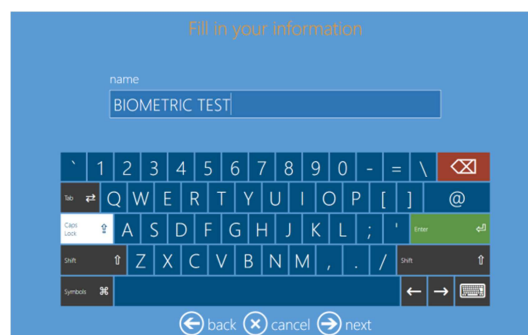 Fill in your information
name
BIOMETRIC TEST
` 1 2 3 4 5 6 7 8 9 0 - = \
Tab Q W E R T Y U I O P [ ] @
Caps Lock A S D F G H J K L ; ' Enter
Shift Z X C V B N M , . / Shift
Symbols
back cancel next